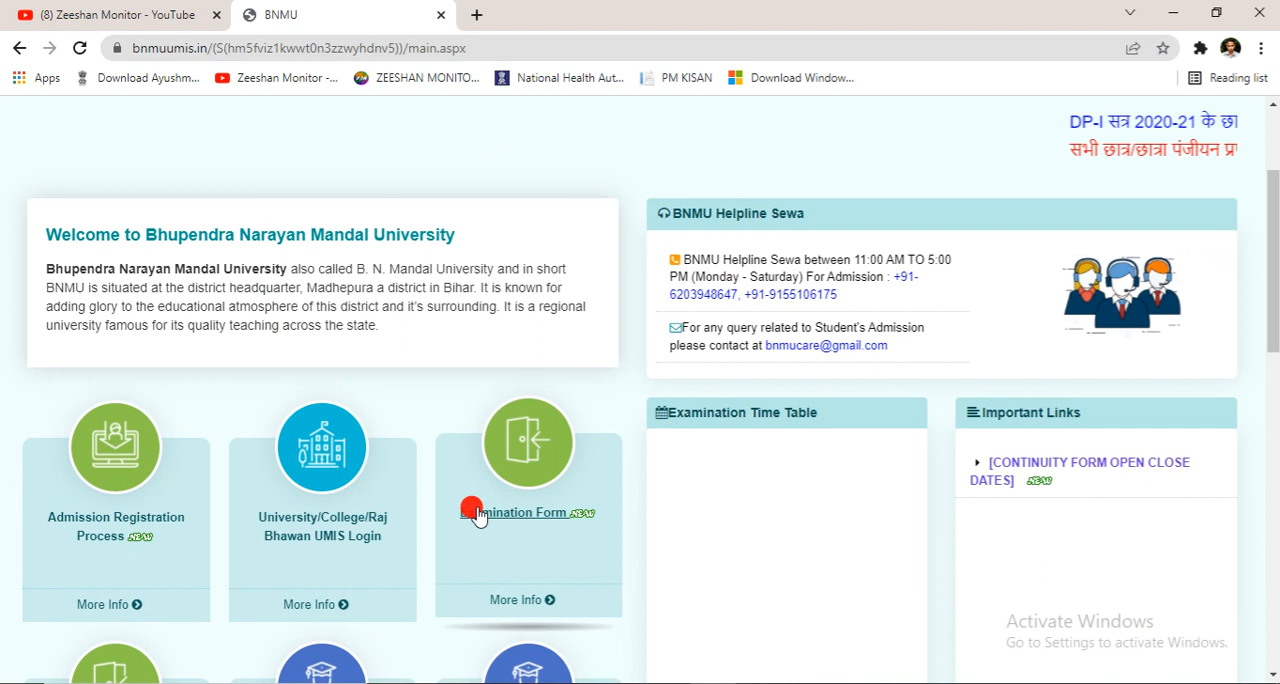 (8) Zeeshan Monitor - YouTube
BNMU
bnmuumis.in/(S(hm5fviz1kwwt0n3zzwyhdnv5))/main.aspx
Apps
Download Ayushm...
Zeeshan Monitor -...
ZEESHAN MONITO...
National Health Aut...
PM KISAN
Download Window...
Reading list
DP-I सत्र 2020-21 के
सभी छात्र/छात्रा पंजीयन
Welcome to Bhupendra Narayan Mandal University
Bhupendra Narayan Mandal University also called B. N. Mandal University and in short
BNMU is situated at the district headquarter, Madhepura a district in Bihar. It is known for
adding glory to the educational atmosphere of this district and it's surrounding. It is a regional
university famous for its quality teaching across the state.
BNMU Helpline Sewa
BNMU Helpline Sewa between 11:00 AM TO 5:00
PM (Monday - Saturday) For Admission : +91-
6203948647, +91-9155106175
For any query related to Student's Admission
please contact at bnmucare@gmail.com
Admission Registration
Process NEW
More Info
University/College/Raj
Bhawan UMIS Login
More Info
Examination Form NEW
More Info
Examination Time Table
Important Links
[CONTINUITY FORM OPEN CLOSE
DATES] NEW
Activate Windows
Go to Settings to activate Windows.